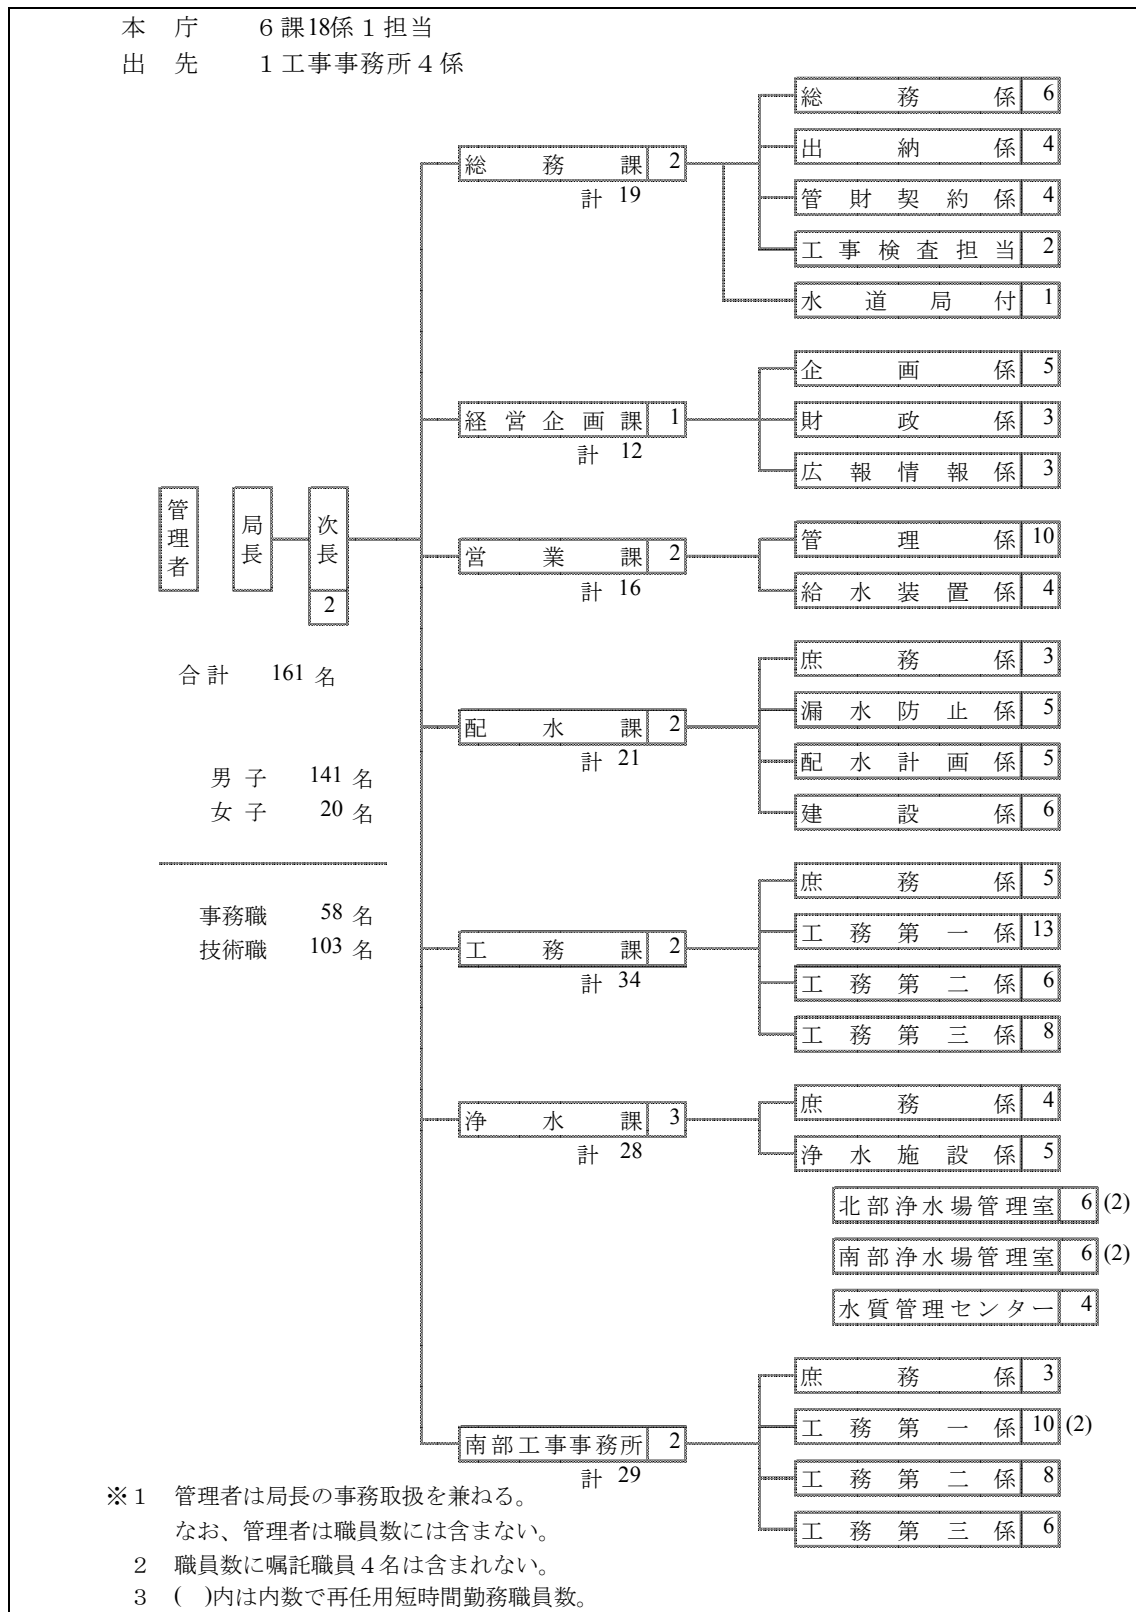 本庁 6課18係1担当
出先 1工事事務所4係
管理者
局長
次長
2
合計 161 名
男子 141 名
女子 20 名
事務職 58 名
技術職 103 名
総務課 2
計 19
総務係 6
出納係 4
管財契約係 4
工事検査担当 2
水道局付 1
経営企画課 1
計 12
企画係 5
財政係 3
広報情報係 3
営業課 2
計 16
管理係 10
給水装置係 4
配水課 2
計 21
庶務係 3
漏水防止係 5
配水計画係 5
建設係 6
工務課 2
計 34
庶務係 5
工務第一係 13
工務第二係 6
工務第三係 8
浄水課 3
計 28
庶務係 4
浄水施設係 5
北部浄水場管理室 6 (2)
南部浄水場管理室 6 (2)
水質管理センター 4
南部工事事務所 2
計 29
庶務係 3
工務第一係 10 (2)
工務第二係 8
工務第三係 6
※1 管理者は局長の事務取扱を兼ねる。
なお、管理者は職員数には含まない。
2 職員数に嘱託職員4名は含まれない。
3 ( )内は内数で再任用短時間勤務職員数。